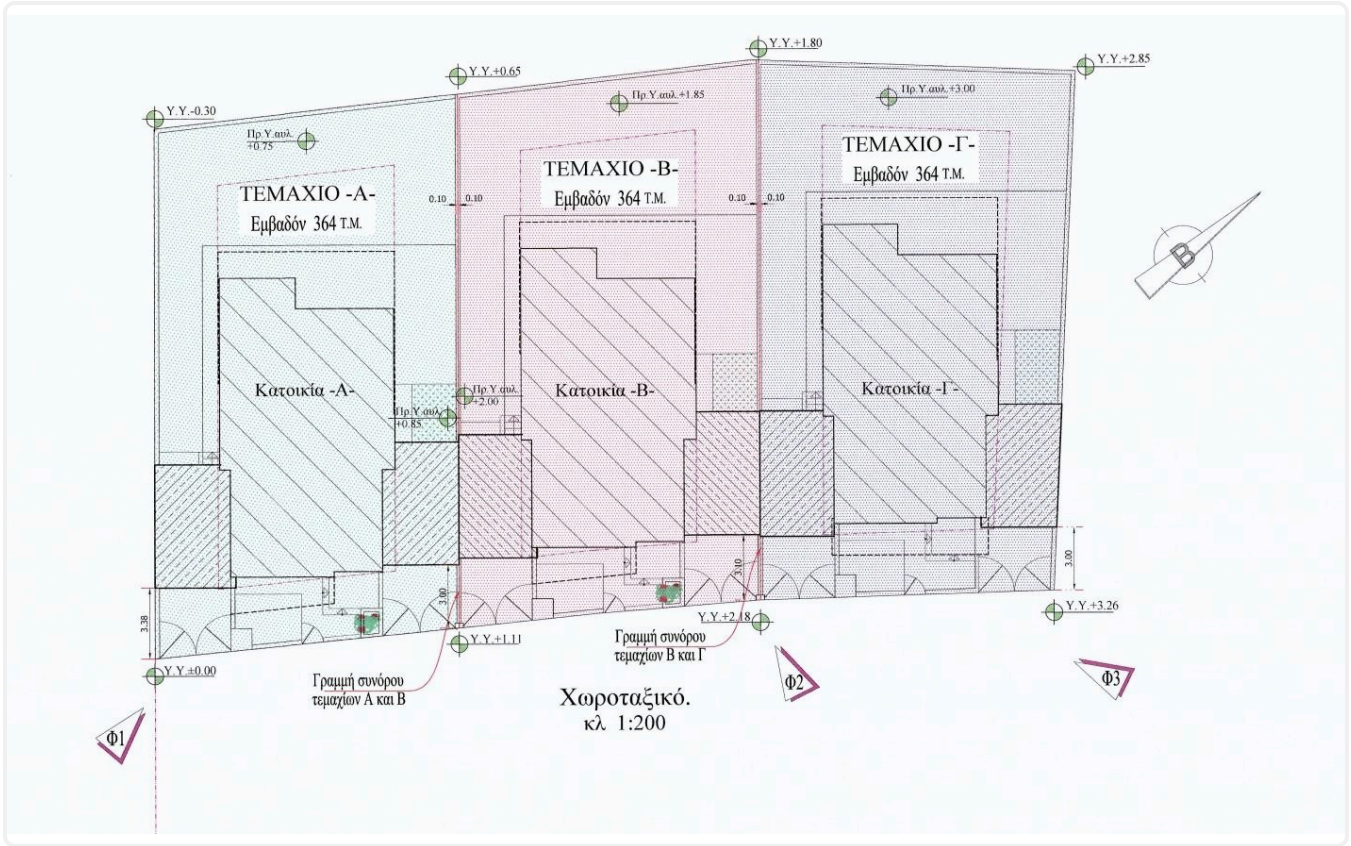 Υ.Υ.+1.80
Υ.Υ.+0.65
Υ.Υ.+2.85
Υ.Υ.-0.30
Πρ.Υ.αυλ.+1.85
Πρ.Υ.αυλ.+3.00
Πρ.Υ.αυλ.
+0.75
ΤΕΜΑΧΙΟ -Α-
Εμβαδόν 364 Τ.Μ.
ΤΕΜΑΧΙΟ -Β-
Εμβαδόν 364 Τ.Μ.
ΤΕΜΑΧΙΟ -Γ-
Εμβαδόν 364 Τ.Μ.
0.10 0.10
0.10 0.10
Β
Κατοικία -Α-
Κατοικία -Β-
Κατοικία -Γ-
Πρ.Υ.αυλ.
+2.00
Πρ.Υ.αυλ.
+0.85
3.38
3.00
3.10
3.00
Υ.Υ.±0.00
Υ.Υ.+1.11
Υ.Υ.+2.18
Υ.Υ.+3.26
Γραμμή συνόρου
τεμαχίων Α και Β
Γραμμή συνόρου
τεμαχίων Β και Γ
Χωροταξικό.
κλ 1:200
Φ1
Φ2
Φ3